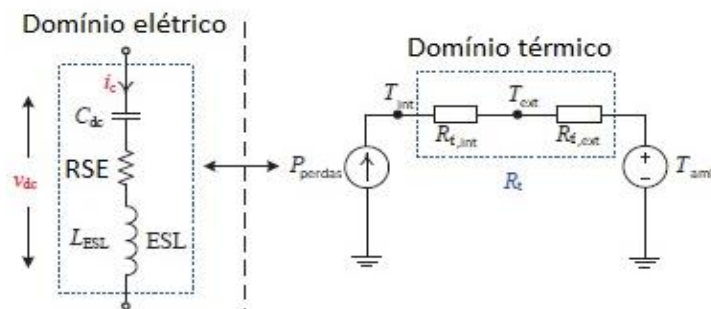 Domínio elétrico
Domínio térmico
i_c
C_dc
RSE
v_dc
L_ESL
ESL
P_perdas
T_int
T_ext
R_t,int
R_t,ext
R_t
T_am